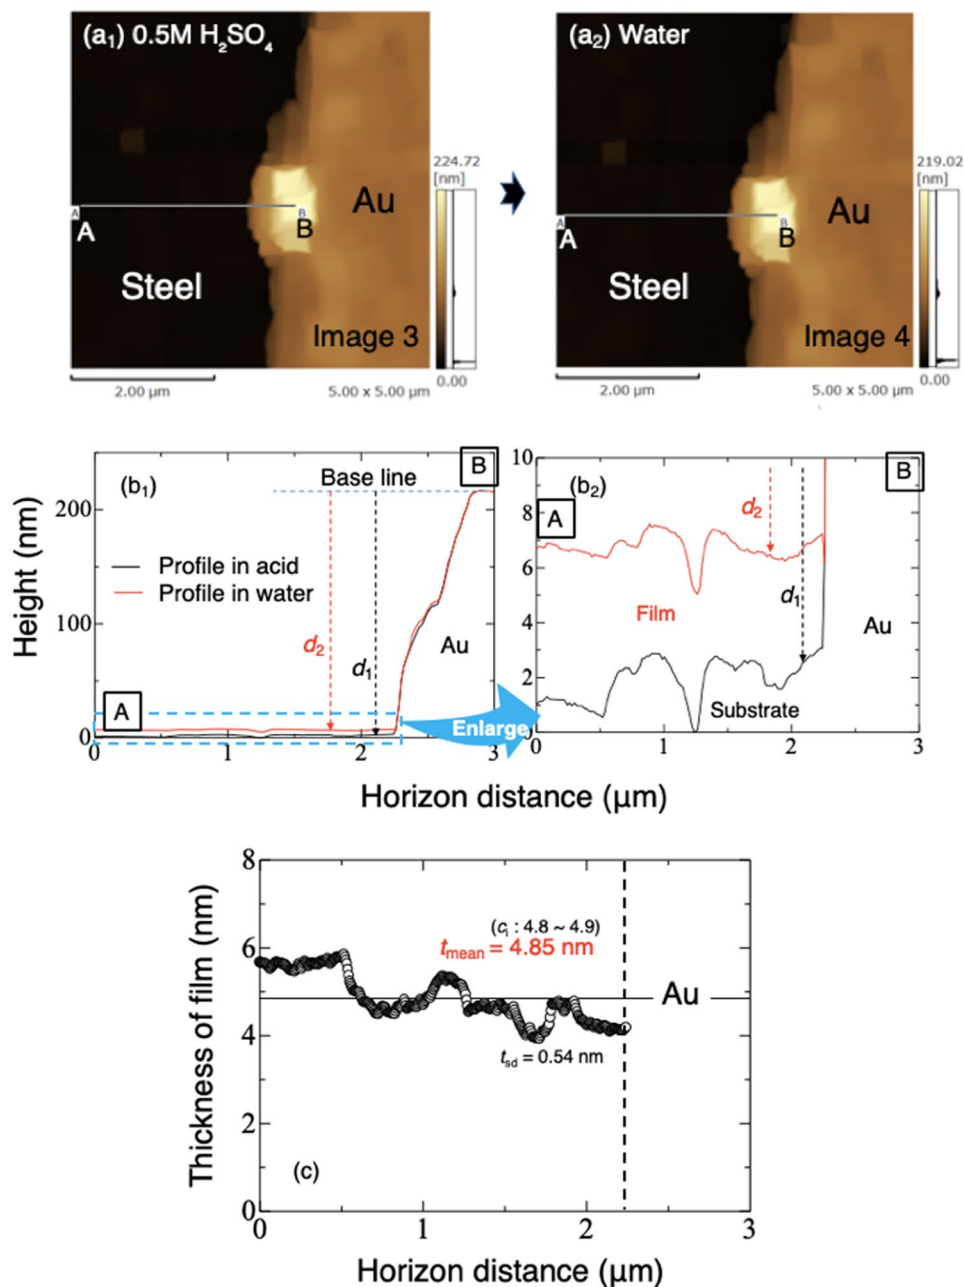 (a₁) 0.5M H₂SO₄
224.72
[nm]
Au
A
A
B
B
Steel
Image 3
0.00
2.00 µm
5.00 x 5.00 µm
(a₂) Water
219.02
[nm]
Au
A
A
B
B
Steel
Image 4
0.00
2.00 µm
5.00 x 5.00 µm
(b₁)
Base line
B
200
Profile in acid
Profile in water
100
d₂
d₁
Au
A
0
0
1
2
3
Height (nm)
Enlarge
10
(b₂)
B
A
8
d₂
6
d₁
Film
4
Au
2
Substrate
0
0
1
2
3
Horizon distance (µm)
8
(cᵢ : 4.8 ~ 4.9)
6
t_mean = 4.85 nm
Au
4
t_sd = 0.54 nm
2
(c)
0
0
1
2
3
Thickness of film (nm)
Horizon distance (µm)